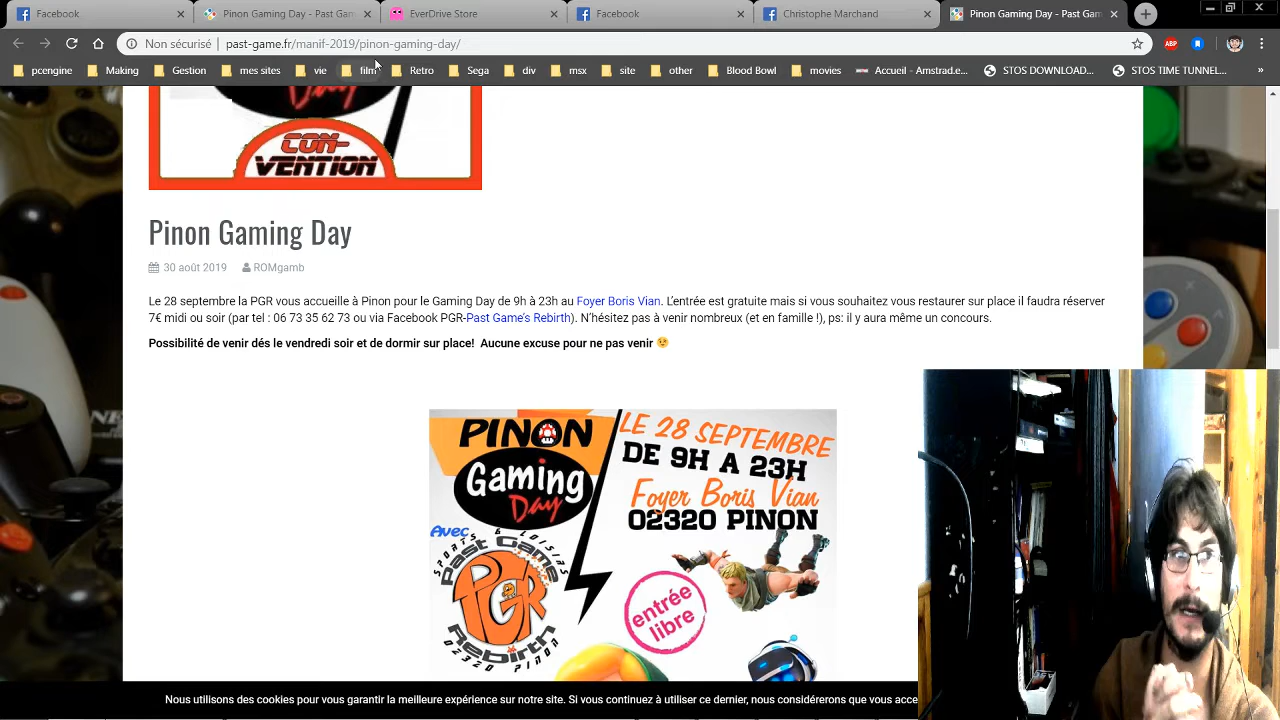 Facebook
Pinon Gaming Day - Past Gam
EverDrive Store
Facebook
Christophe Marchand
Pinon Gaming Day - Past Gam
Non sécurisé | past-game.fr/manif-2019/pinon-gaming-day/
ABP
pcengine
Making
Gestion
mes sites
vie
film
Retro
Sega
div
msx
site
other
Blood Bowl
movies
Accueil - Amstrad.e...
STOS DOWNLOAD...
STOS TIME TUNNEL...
»
Day
CON-
VENTION
Pinon Gaming Day
30 août 2019 ROMgamb
Le 28 septembre la PGR vous accueille à Pinon pour le Gaming Day de 9h à 23h au Foyer Boris Vian. L'entrée est gratuite mais si vous souhaitez vous restaurer sur place il faudra réserver
7€ midi ou soir (par tel : 06 73 35 62 73 ou via Facebook PGR-Past Game's Rebirth). N'hésitez pas à venir nombreux (et en famille !), ps: il y aura même un concours.
Possibilité de venir dés le vendredi soir et de dormir sur place! Aucune excuse pour ne pas venir 😉
PINON
Gaming
Day
LE 28 SEPTEMBRE
DE 9H A 23H
Foyer Boris Vian
02320 PINON
Avec
SPORTS & LOISIRS
Past Game
PGR
Rebirth
02320 PINON
entrée
libre
Nous utilisons des cookies pour vous garantir la meilleure expérience sur notre site. Si vous continuez à utiliser ce dernier, nous considérerons que vous acce